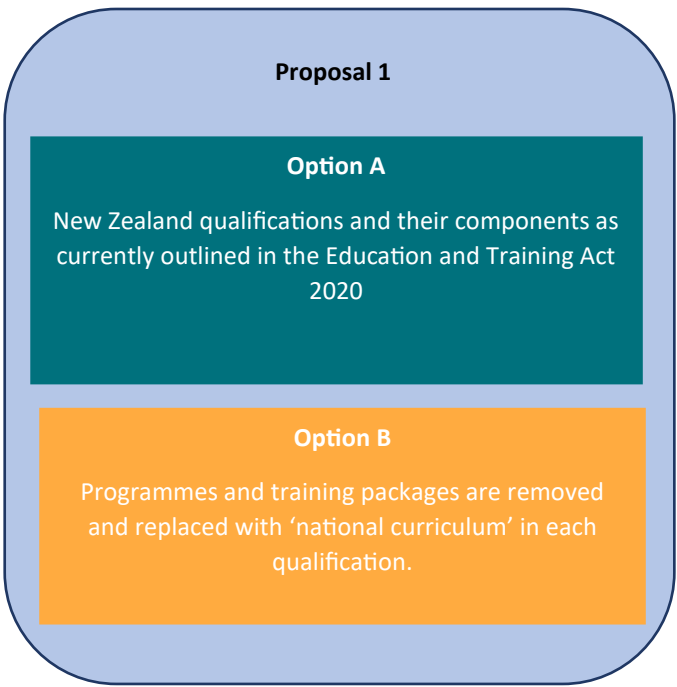 Proposal 1
Option A
New Zealand qualifications and their components as
currently outlined in the Education and Training Act
2020
Option B
Programmes and training packages are removed
and replaced with ‘national curriculum’ in each
qualification.